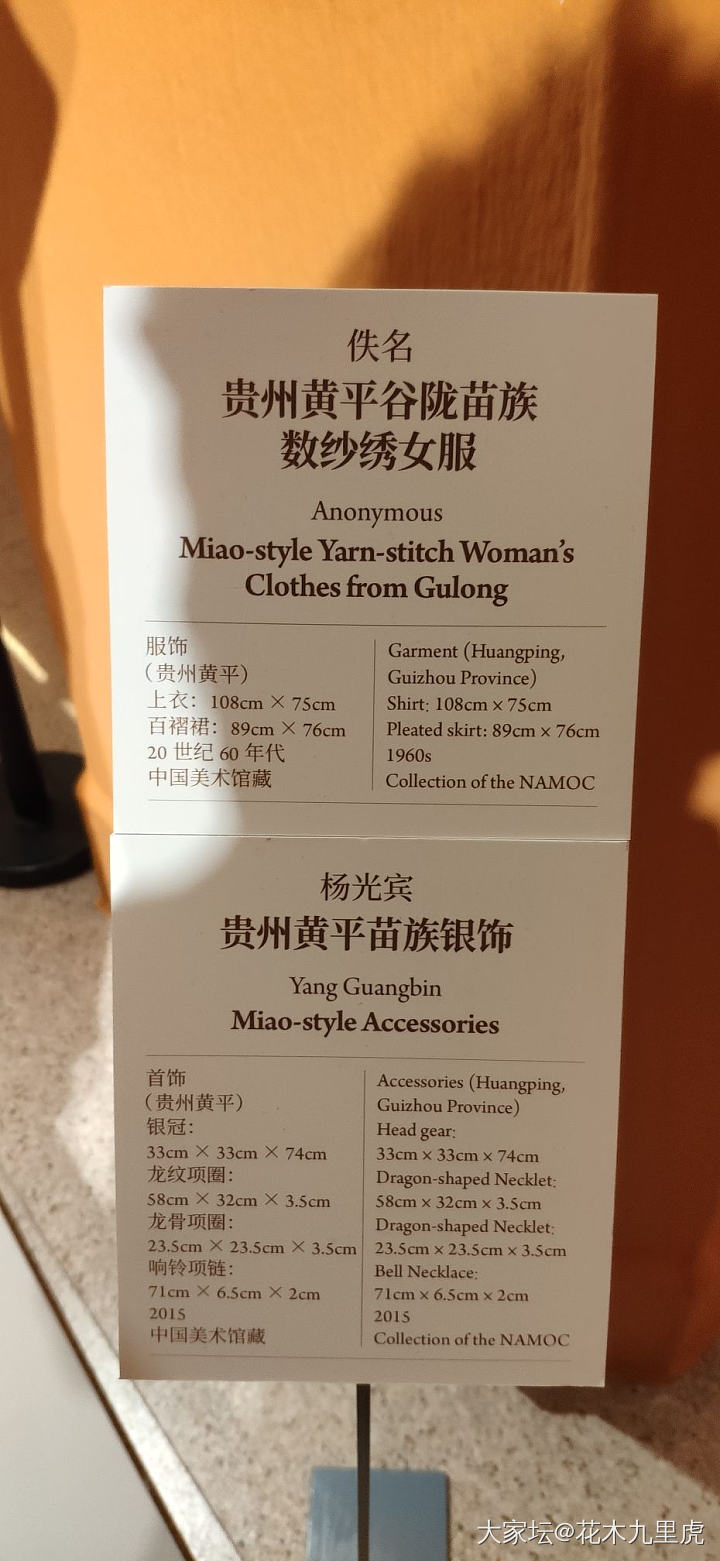 佚名
贵州黄平谷陇苗族
数纱绣女服
Anonymous
Miao-style Yarn-stitch Woman's
Clothes from Gulong
服饰
（贵州黄平）
上衣：108cm × 75cm
百褶裙：89cm × 76cm
20 世纪 60 年代
中国美术馆藏
Garment (Huangping,
Guizhou Province)
Shirt: 108cm × 75cm
Pleated skirt: 89cm × 76cm
1960s
Collection of the NAMOC
杨光宾
贵州黄平苗族银饰
Yang Guangbin
Miao-style Accessories
首饰
（贵州黄平）
银冠：
33cm × 33cm × 74cm
龙纹项圈：
58cm × 32cm × 3.5cm
龙骨项圈：
23.5cm × 23.5cm × 3.5cm
响铃项链：
71cm × 6.5cm × 2cm
2015
中国美术馆藏
Accessories (Huangping,
Guizhou Province)
Head gear:
33cm × 33cm × 74cm
Dragon-shaped Necklet:
58cm × 32cm × 3.5cm
Dragon-shaped Necklet:
23.5cm × 23.5cm × 3.5cm
Bell Necklace:
71cm × 6.5cm × 2cm
2015
Collection of the NAMOC
大家坛@花木九里虎